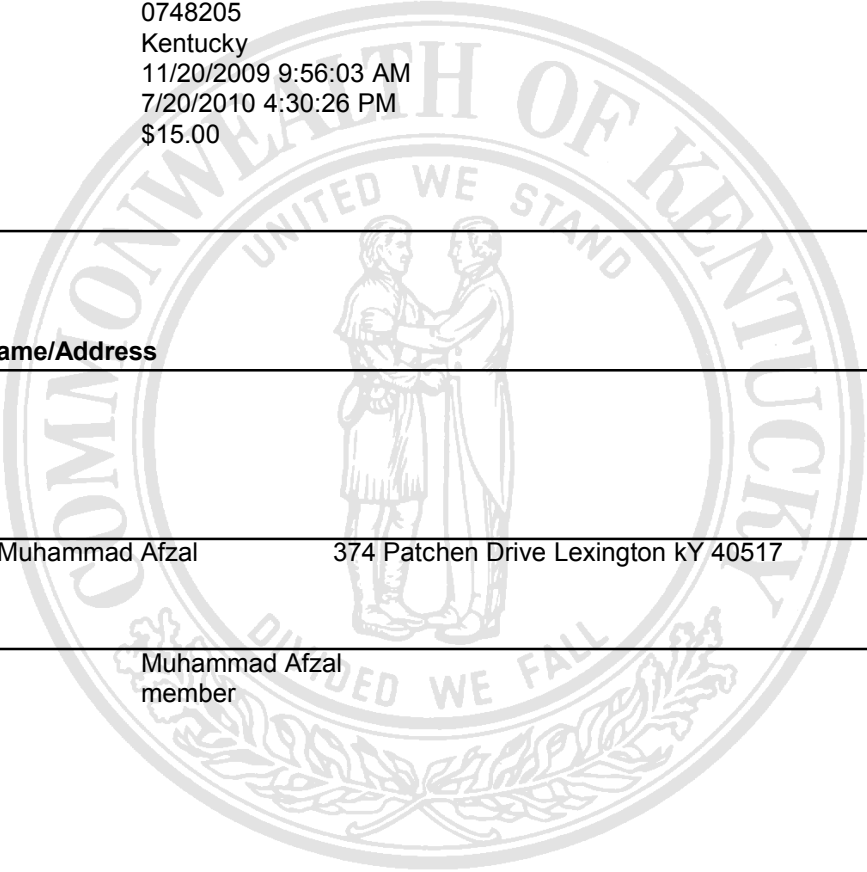 0748205
Kentucky
11/20/2009 9:56:03 AM
7/20/2010 4:30:26 PM
$15.00
COMMONWEALTH OF KENTUCKY
UNITED WE STAND
ame/Address
Muhammad Afzal 374 Patchen Drive Lexington kY 40517
DIVIDED WE FALL
Muhammad Afzal
member